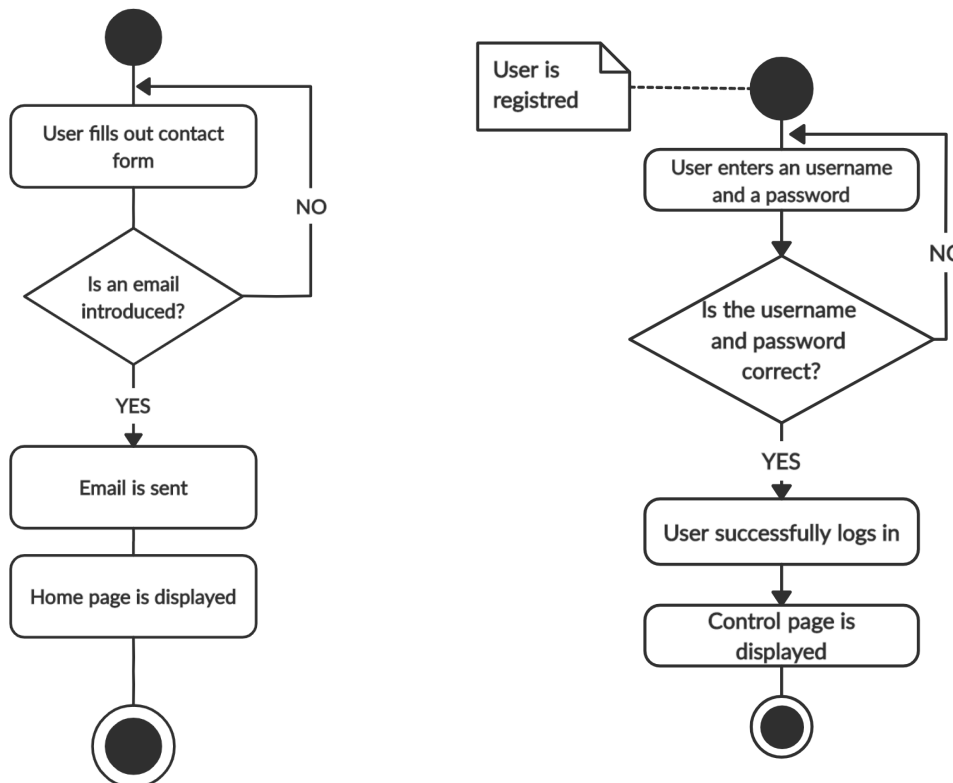 User fills out contact
form
NO
Is an email
introduced?
YES
Email is sent
Home page is displayed
User is
registred
User enters an username
and a password
NO
Is the username
and password
correct?
YES
User successfully logs in
Control page is
displayed